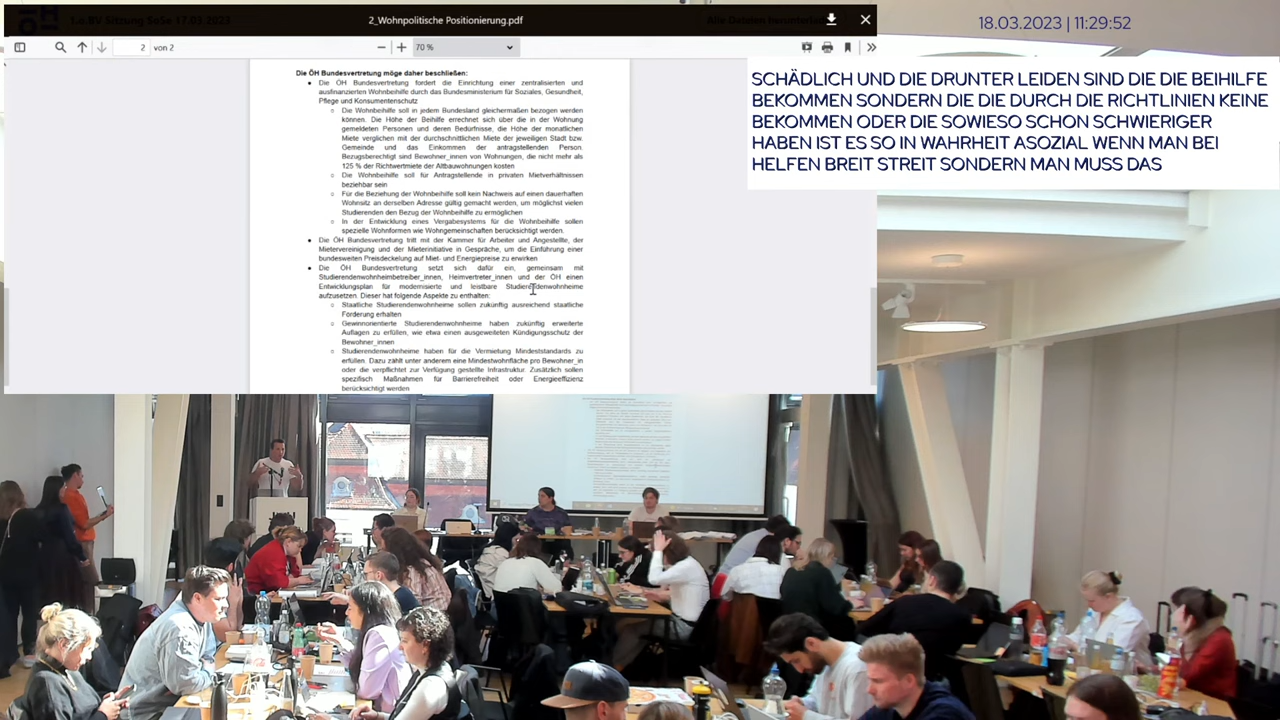 1.o.BV Sitzung SoSe 17.03.2023
2_Wohnpolitische Positionierung.pdf
Alle Dateien herunterladen
18.03.2023 | 11:29:52
2 von 2
70 %
SCHÄDLICH UND DIE DRUNTER LEIDEN SIND DIE DIE BEIHILFE
BEKOMMEN SONDERN DIE DIE DURCH DIE RICHTLINIEN KEINE
BEKOMMEN ODER DIE SOWIESO SCHON SCHWIERIGER
HABEN IST ES SO IN WAHRHEIT ASOZIAL WENN MAN BEI
HELFEN BREIT STREIT SONDERN MAN MUSS DAS
Die ÖH Bundesvertretung möge daher beschließen:
Die ÖH Bundesvertretung fordert die Einrichtung einer zentralisierten und
ausfinanzierten Wohnbeihilfe durch das Bundesministerium für Soziales, Gesundheit,
Pflege und Konsumentenschutz
Die Wohnbeihilfe soll in jedem Bundesland gleichermaßen bezogen werden
können. Die Höhe der Beihilfe errechnet sich über die in der Wohnung
gemeldeten Personen und deren Bedürfnisse, die Höhe der monatlichen
Miete verglichen mit der durchschnittlichen Miete der jeweiligen Stadt bzw.
Gemeinde und das Einkommen der antragstellenden Person.
Bezugsberechtigt sind Bewohner_innen von Wohnungen, die nicht mehr als
125 % der Richtwertmiete der Altbauwohnungen kosten
Die Wohnbeihilfe soll für Antragstellende in privaten Mietverhältnissen
beziehbar sein
Für die Beziehung der Wohnbeihilfe soll kein Nachweis auf einen dauerhaften
Wohnsitz an derselben Adresse gültig gemacht werden, um möglichst vielen
Studierenden den Bezug der Wohnbeihilfe zu ermöglichen
In der Entwicklung eines Vergabesystems für die Wohnbeihilfe sollen
spezielle Wohnformen wie Wohngemeinschaften berücksichtigt werden.
Die ÖH Bundesvertretung tritt mit der Kammer für Arbeiter und Angestellte, der
Mietervereinigung und der Mieterinitiative in Gespräche, um die Einführung einer
bundesweiten Preisdeckelung auf Miet- und Energiepreise zu erwirken
Die ÖH Bundesvertretung setzt sich dafür ein, gemeinsam mit
Studierendenwohnheimbetreiber_innen, Heimvertreter_innen und der ÖH einen
Entwicklungsplan für modernisierte und leistbare Studierendenwohnheime
aufzusetzen. Dieser hat folgende Aspekte zu enthalten:
Staatliche Studierendenwohnheime sollen zukünftig ausreichend staatliche
Förderung erhalten
Gewinnorientierte Studierendenwohnheime haben zukünftig erweiterte
Auflagen zu erfüllen, wie etwa einen ausgeweiteten Kündigungsschutz der
Bewohner_innen
Studierendenwohnheime haben für die Vermietung Mindeststandards zu
erfüllen. Dazu zählt unter anderem eine Mindestwohnfläche pro Bewohner_in
oder die verpflichtet zur Verfügung gestellte Infrastruktur. Zusätzlich sollen
spezifisch Maßnahmen für Barrierefreiheit oder Energieeffizienz
berücksichtigt werden